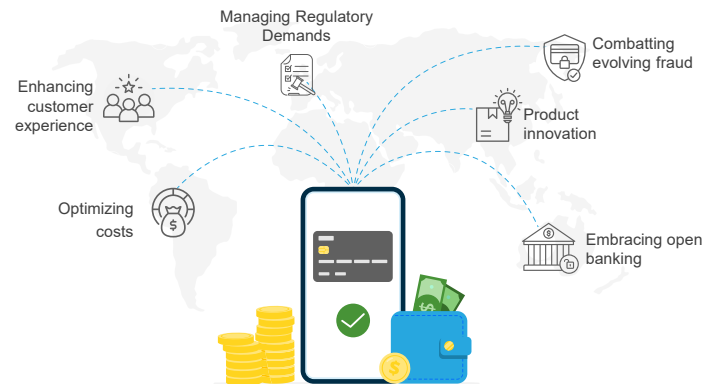 Managing Regulatory
Demands
Combatting
evolving fraud
Enhancing
customer
experience
Product
innovation
Optimizing
costs
Embracing open
banking
$
$
$
$